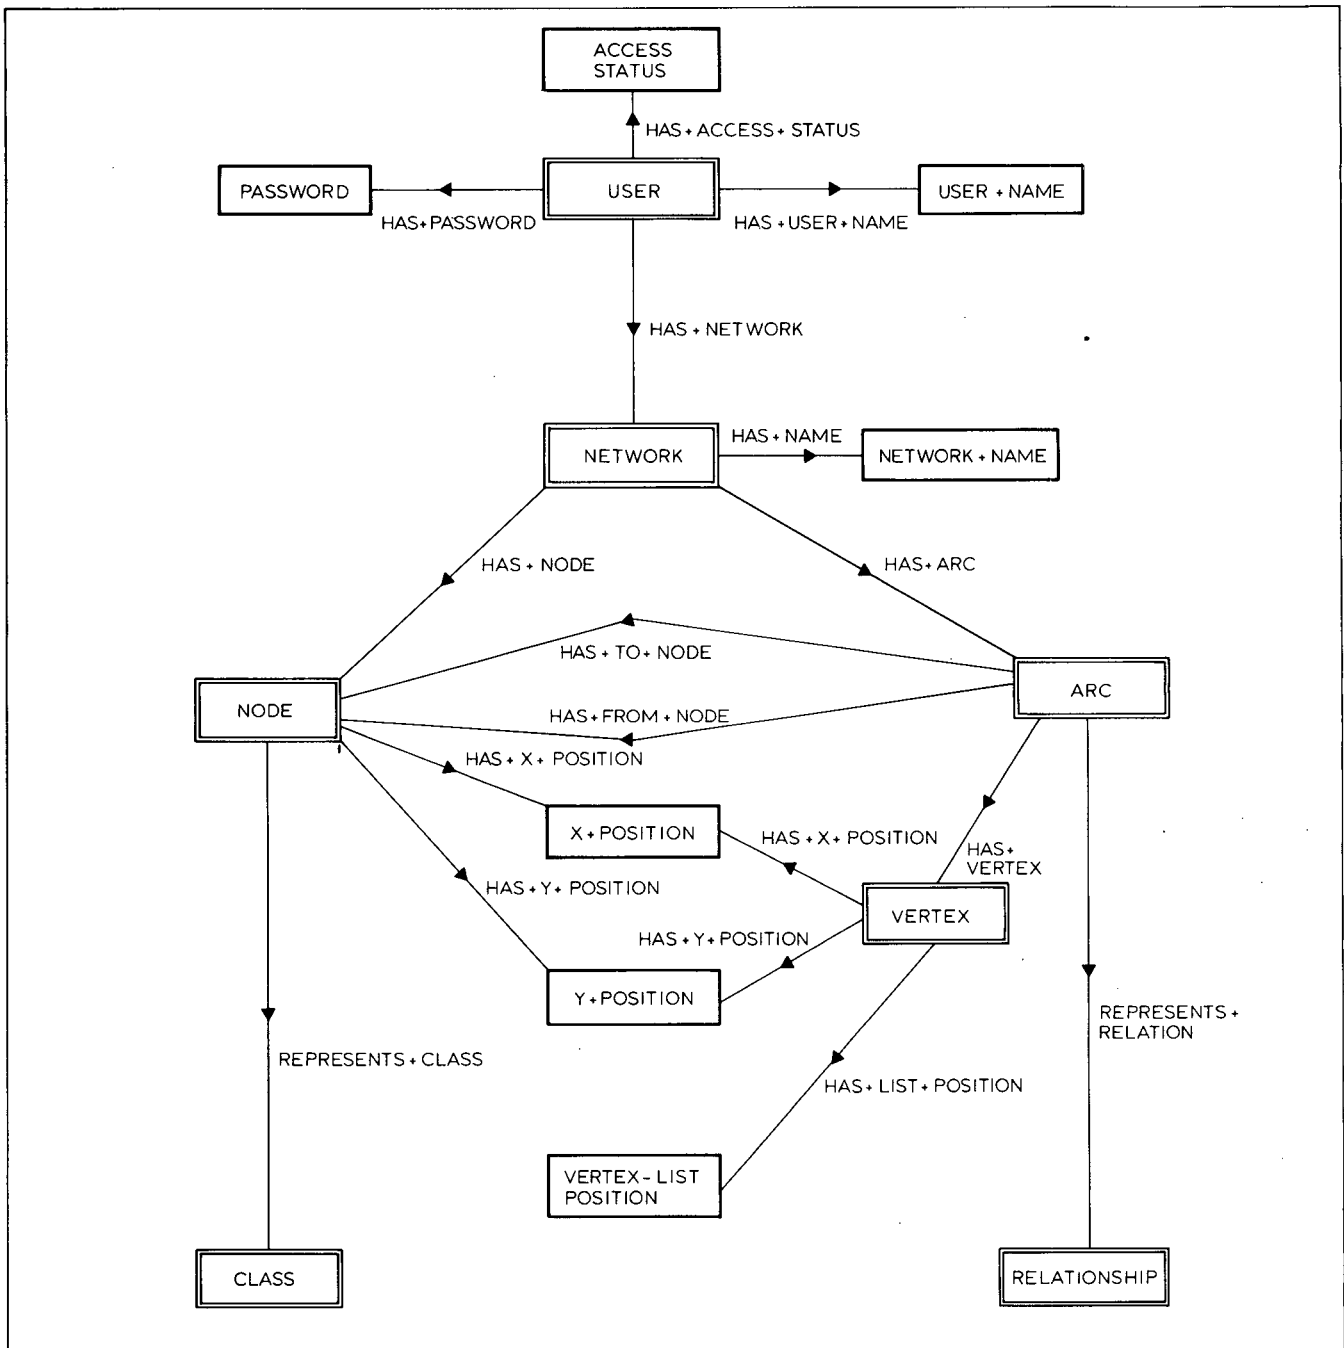 ACCESS
STATUS
HAS+ACCESS+STATUS
PASSWORD
USER
USER + NAME
HAS+PASSWORD
HAS+USER+NAME
HAS + NETWORK
HAS + NAME
NETWORK
NETWORK + NAME
HAS + NODE
HAS+ ARC
HAS + TO + NODE
ARC
NODE
HAS+FROM + NODE
HAS + X + POSITION
X + POSITION
HAS + X + POSITION
HAS+
VERTEX
HAS + Y + POSITION
VERTEX
HAS + Y + POSITION
Y + POSITION
REPRESENTS +
RELATION
REPRESENTS + CLASS
HAS + LIST + POSITION
VERTEX - LIST
POSITION
CLASS
RELATIONSHIP